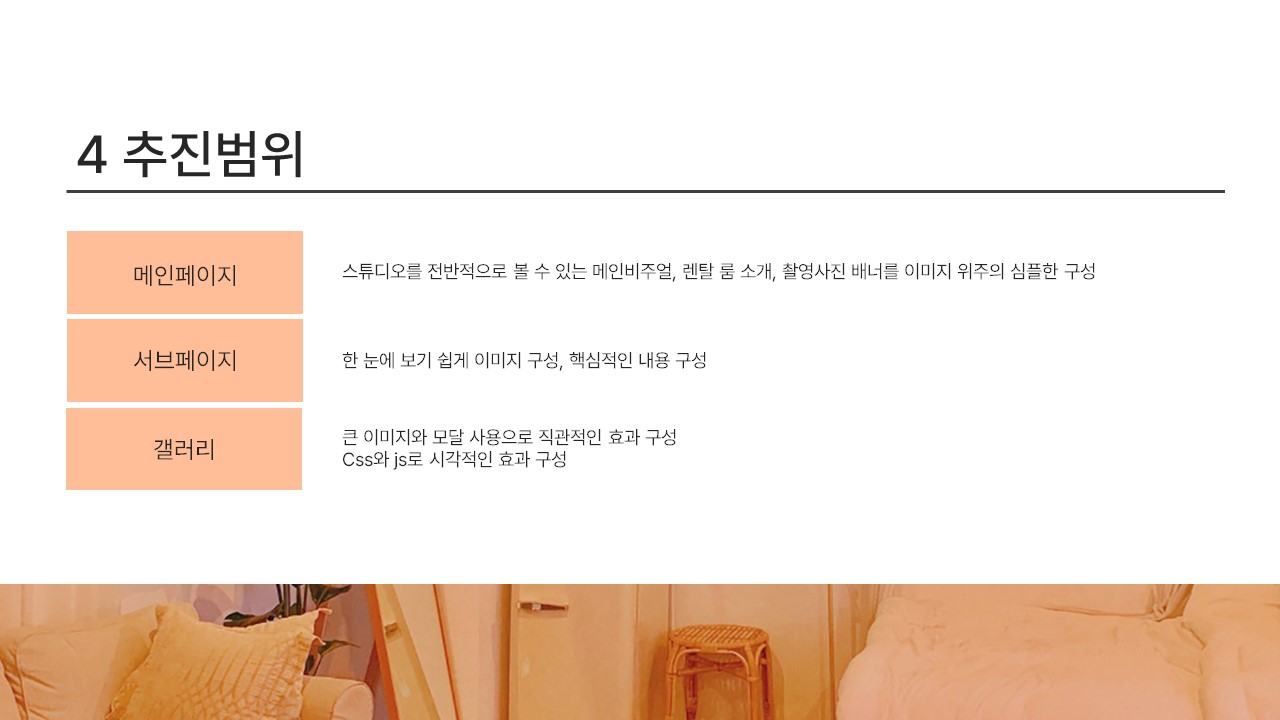 4 추진범위
메인페이지
스튜디오를 전반적으로 볼 수 있는 메인비주얼, 렌탈 룸 소개, 촬영사진 배너를 이미지 위주의 심플한 구성
서브페이지
한 눈에 보기 쉽게 이미지 구성, 핵심적인 내용 구성
갤러리
큰 이미지와 모달 사용으로 직관적인 효과 구성
Css와 js로 시각적인 효과 구성